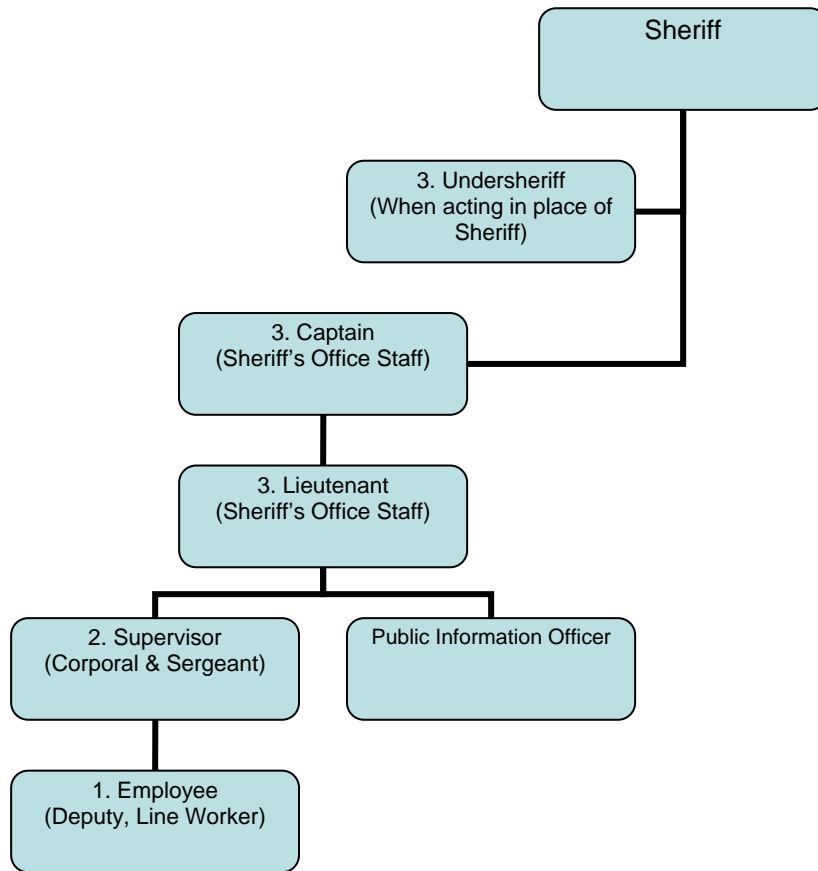 Sheriff
3. Undersheriff
(When acting in place of
Sheriff)
3. Captain
(Sheriff’s Office Staff)
3. Lieutenant
(Sheriff’s Office Staff)
2. Supervisor
(Corporal & Sergeant)
Public Information Officer
1. Employee
(Deputy, Line Worker)